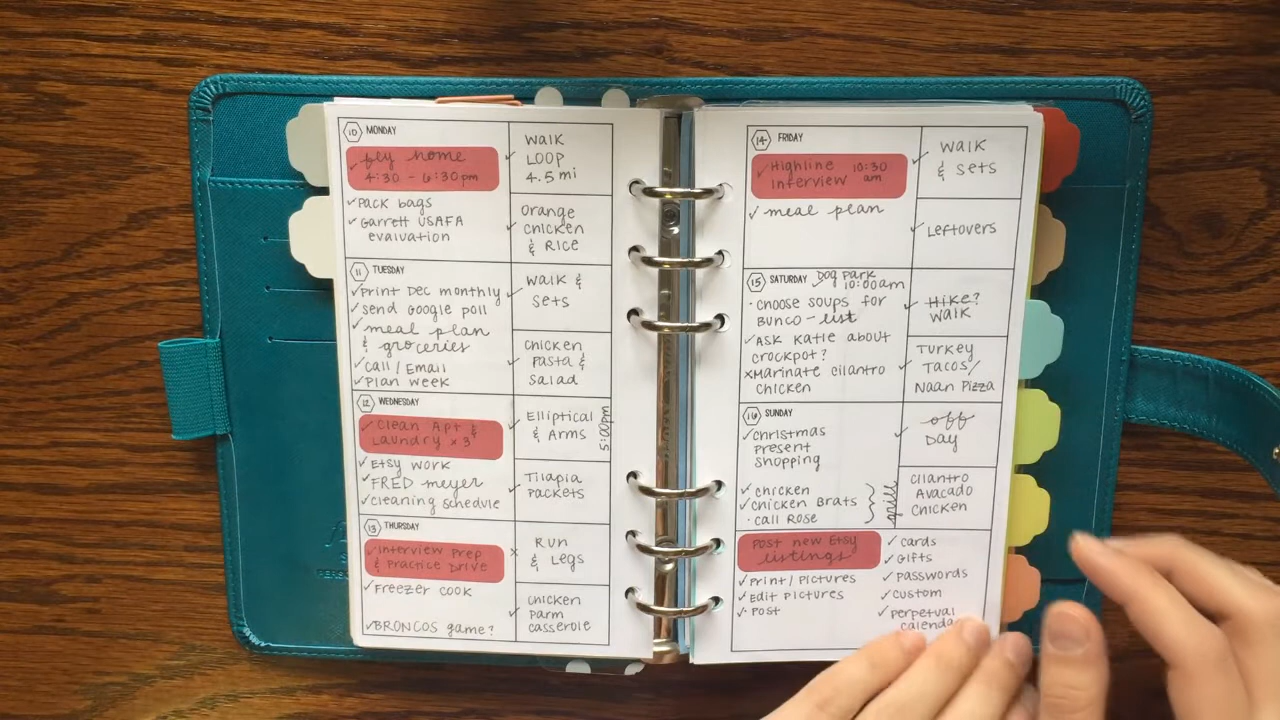 10 MONDAY
✓ fly home
4:30 - 6:30pm
✓ Pack bags
✓ Garrett USAFA
evaluation
✓ WALK
LOOP
4.5 mi
✓ Orange
chicken
& Rice
11 TUESDAY
✓ Print Dec monthly
✓ send Google poll
✓ meal plan
& groceries
✓ call / Email
✓ Plan week
✓ walk &
sets
✓ chicken
Pasta &
salad
12 WEDNESDAY
✓ Clean Apt &
Laundry x 3
✓ Etsy work
✓ FRED meyer
✓ cleaning schedule
✓ Elliptical
& Arms
5:00pm
✓ Tilapia
packets
13 THURSDAY
✓ Interview Prep
& Practice Drive
✓ Freezer cook
✓ BRONCOS game?
x Run
& Legs
✓ chicken
parm
casserole
14 FRIDAY
✓ Highline 10:30
Interview am
✓ meal plan
✓ walk
& sets
✓ Leftovers
15 SATURDAY
✓ Dog park
10:00am
· choose soups for
Bunco - list
✓ ASK Katie about
crockpot?
x Marinate cilantro
chicken
✓ Hike?
walk
✓ Turkey
Tacos/
Naan Pizza
16 SUNDAY
✓ christmas
present
shopping
✓ chicken
✓ chicken Brats
· call Rose
grill
✓ off
Day
cilantro
Avacado
chicken
Post new Etsy
listings
✓ Print / Pictures
✓ Edit pictures
✓ Post
✓ cards
✓ Gifts
✓ passwords
✓ custom
✓ perpetual